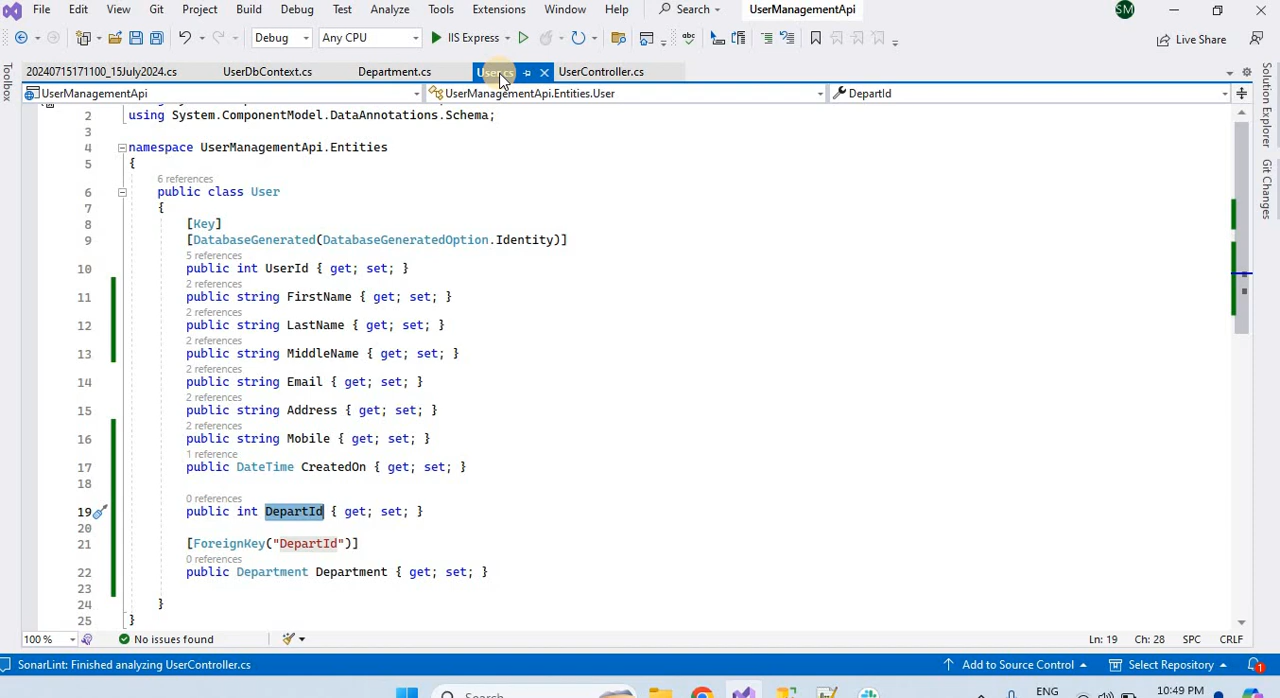 File Edit View Git Project Build Debug Test Analyze Tools Extensions Window Help Search UserManagementApi SM
Debug Any CPU IIS Express Live Share
20240715171100_15July2024.cs UserDbContext.cs Department.cs User.cs UserController.cs
UserManagementApi UserManagementApi.Entities.User DepartId
2 using System.ComponentModel.DataAnnotations.Schema;
3
4 namespace UserManagementApi.Entities
5 {
6 references
6 public class User
7 {
8 [Key]
9 [DatabaseGenerated(DatabaseGeneratedOption.Identity)]
5 references
10 public int UserId { get; set; }
2 references
11 public string FirstName { get; set; }
2 references
12 public string LastName { get; set; }
2 references
13 public string MiddleName { get; set; }
2 references
14 public string Email { get; set; }
2 references
15 public string Address { get; set; }
2 references
16 public string Mobile { get; set; }
1 reference
17 public DateTime CreatedOn { get; set; }
18
0 references
19 public int DepartId { get; set; }
20
21 [ForeignKey("DepartId")]
0 references
22 public Department Department { get; set; }
23
24 }
25 }
Toolbox
Solution Explorer
Git Changes
100 % No issues found Ln: 19 Ch: 28 SPC CRLF
SonarLint: Finished analyzing UserController.cs Add to Source Control Select Repository 1
Search ENG 10:49 PM